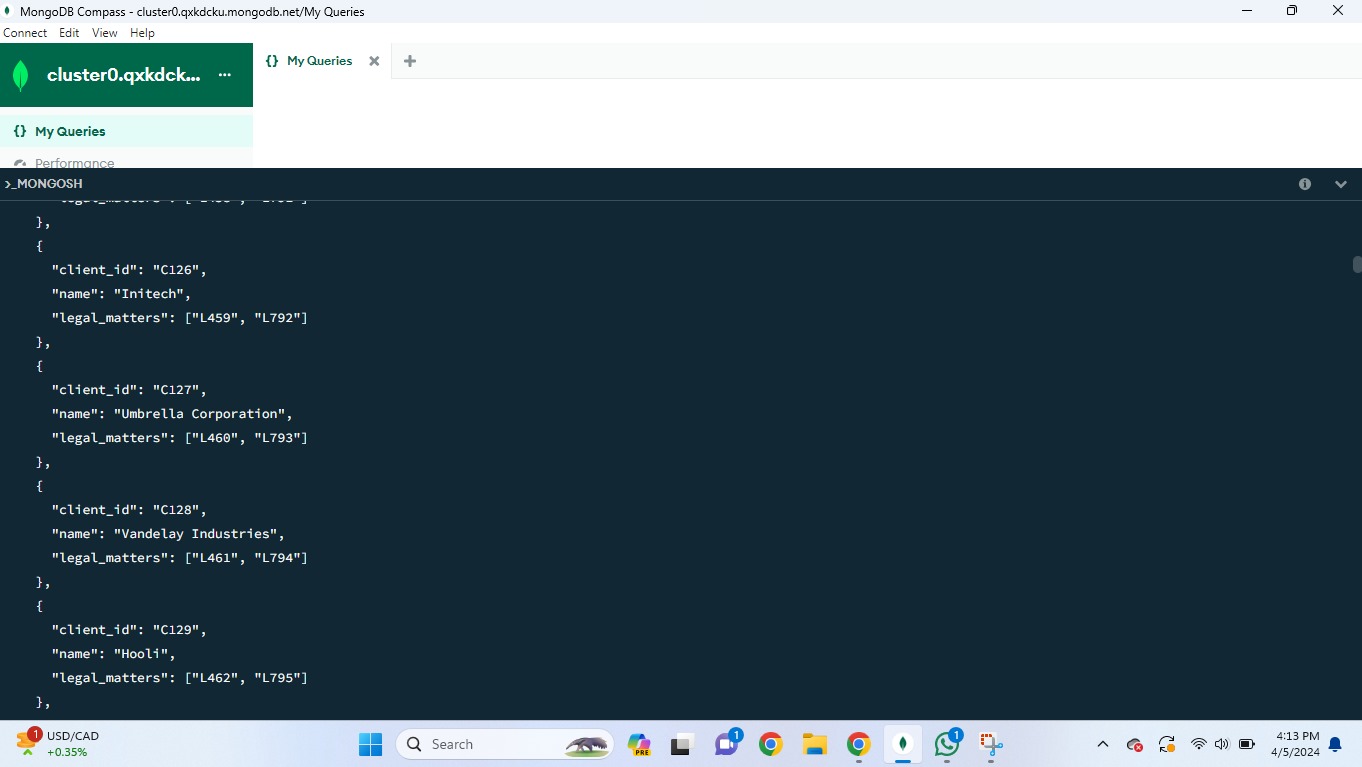 MongoDB Compass - cluster0.qxkdcku.mongodb.net/My Queries
Connect Edit View Help
cluster0.qxkdck... ...
{} My Queries
{} My Queries
Performance
>_MONGOSH
},
{
"client_id": "C126",
"name": "Initech",
"legal_matters": ["L459", "L792"]
},
{
"client_id": "C127",
"name": "Umbrella Corporation",
"legal_matters": ["L460", "L793"]
},
{
"client_id": "C128",
"name": "Vandelay Industries",
"legal_matters": ["L461", "L794"]
},
{
"client_id": "C129",
"name": "Hooli",
"legal_matters": ["L462", "L795"]
},
1
USD/CAD
+0.35%
Search
PRE
1
1
4:13 PM
4/5/2024